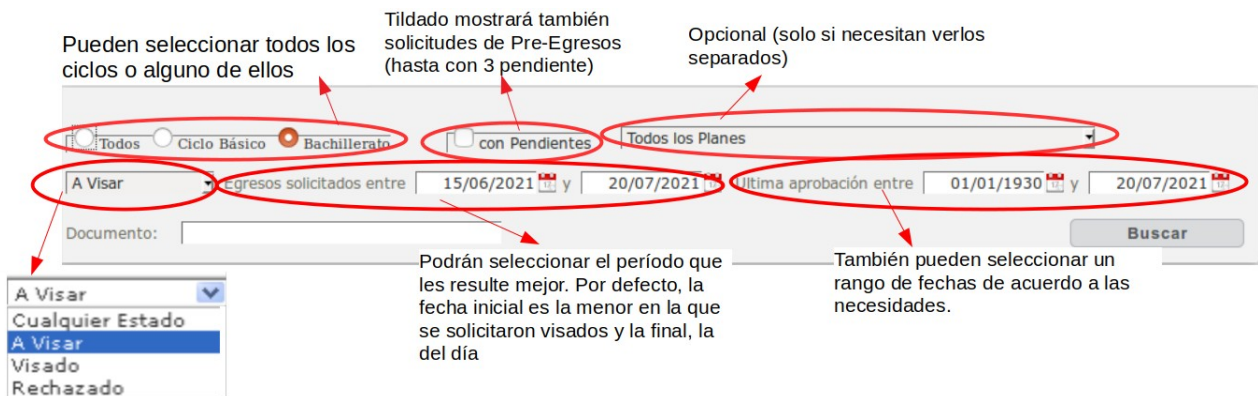 Pueden seleccionar todos los
ciclos o alguno de ellos
Tildado mostrará también
solicitudes de Pre-Egresos
(hasta con 3 pendiente)
Opcional (solo si necesitan verlos
separados)
Todos Ciclo Básico Bachillerato con Pendientes Todos los Planes
A Visar Egresos solicitados entre 15/06/2021 y 20/07/2021 Ultima aprobación entre 01/01/1930 y 20/07/2021
Documento: Buscar
Podrán seleccionar el período que
les resulte mejor. Por defecto, la
fecha inicial es la menor en la que
se solicitaron visados y la final, la
del día
También pueden seleccionar un
rango de fechas de acuerdo a las
necesidades.
A Visar
Cualquier Estado
A Visar
Visado
Rechazado